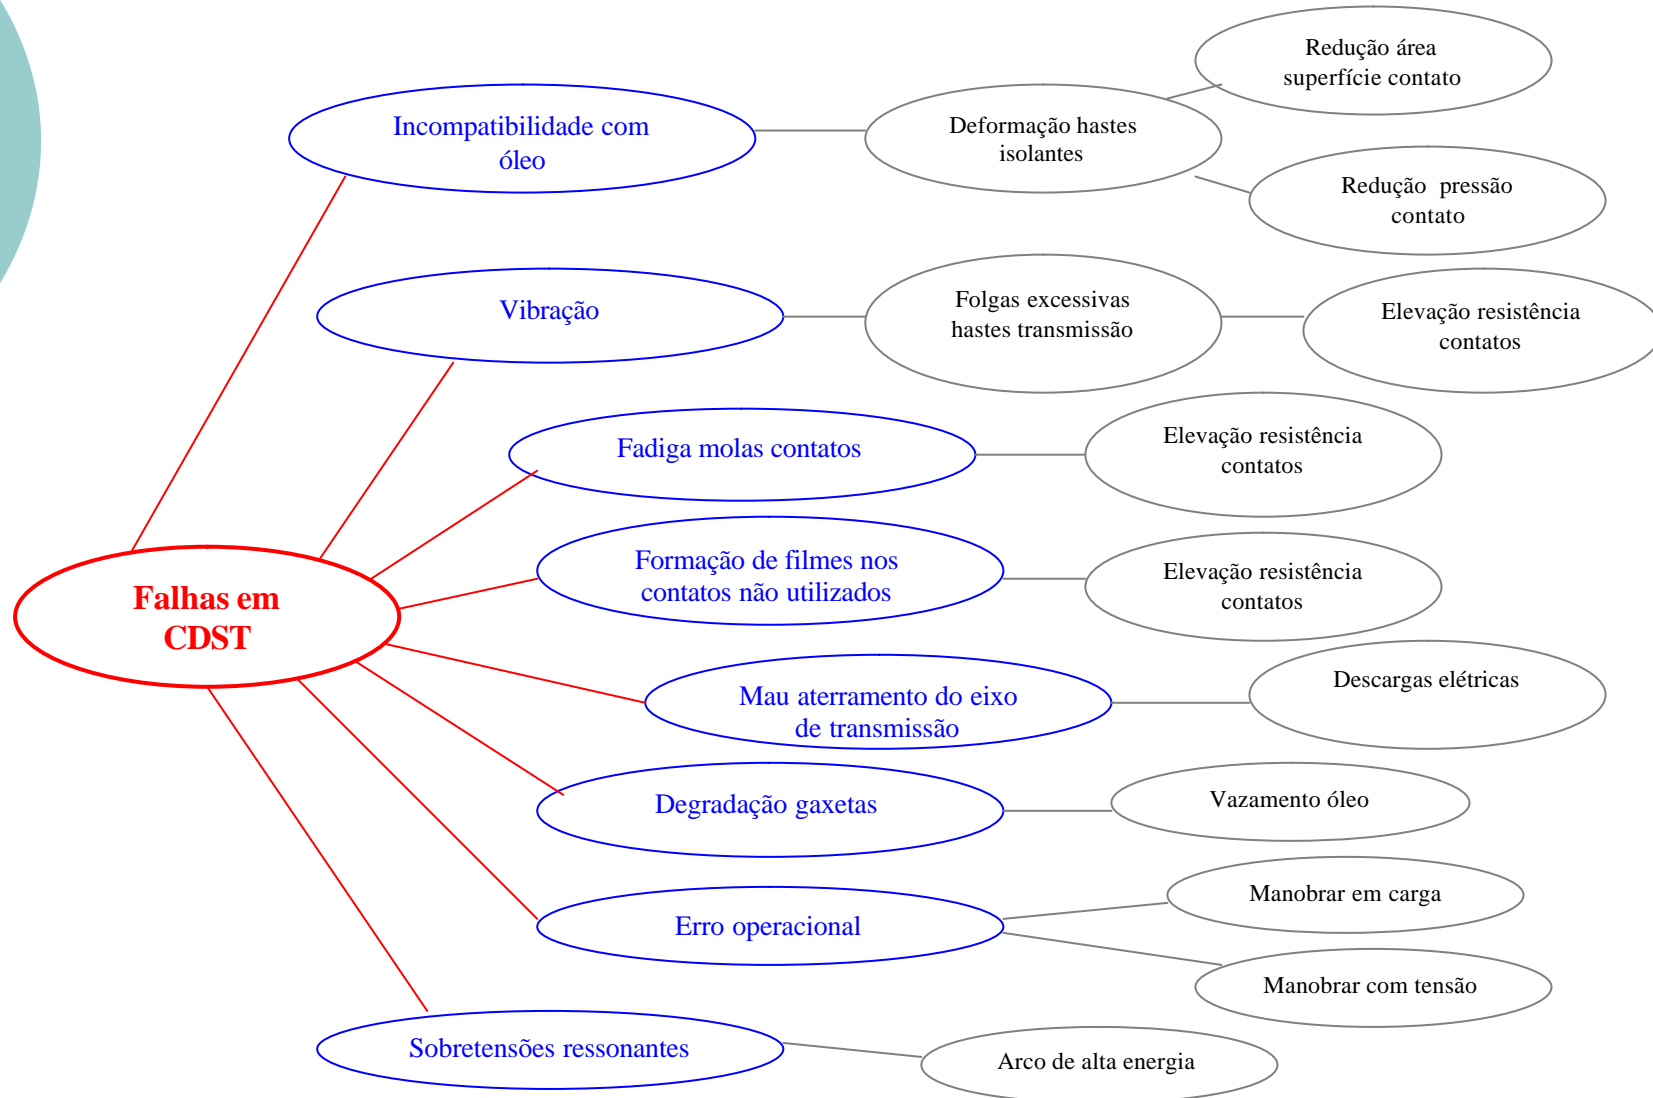 Redução área
superfície contato
Incompatibilidade com
óleo
Deformação hastes
isolantes
Redução pressão
contato
Vibração
Folgas excessivas
hastes transmissão
Elevação resistência
contatos
Fadiga molas contatos
Elevação resistência
contatos
Formação de filmes nos
contatos não utilizados
Elevação resistência
contatos
Falhas em
CDST
Mau aterramento do eixo
de transmissão
Descargas elétricas
Degradação gaxetas
Vazamento óleo
Erro operacional
Manobrar em carga
Manobrar com tensão
Sobretensões ressonantes
Arco de alta energia